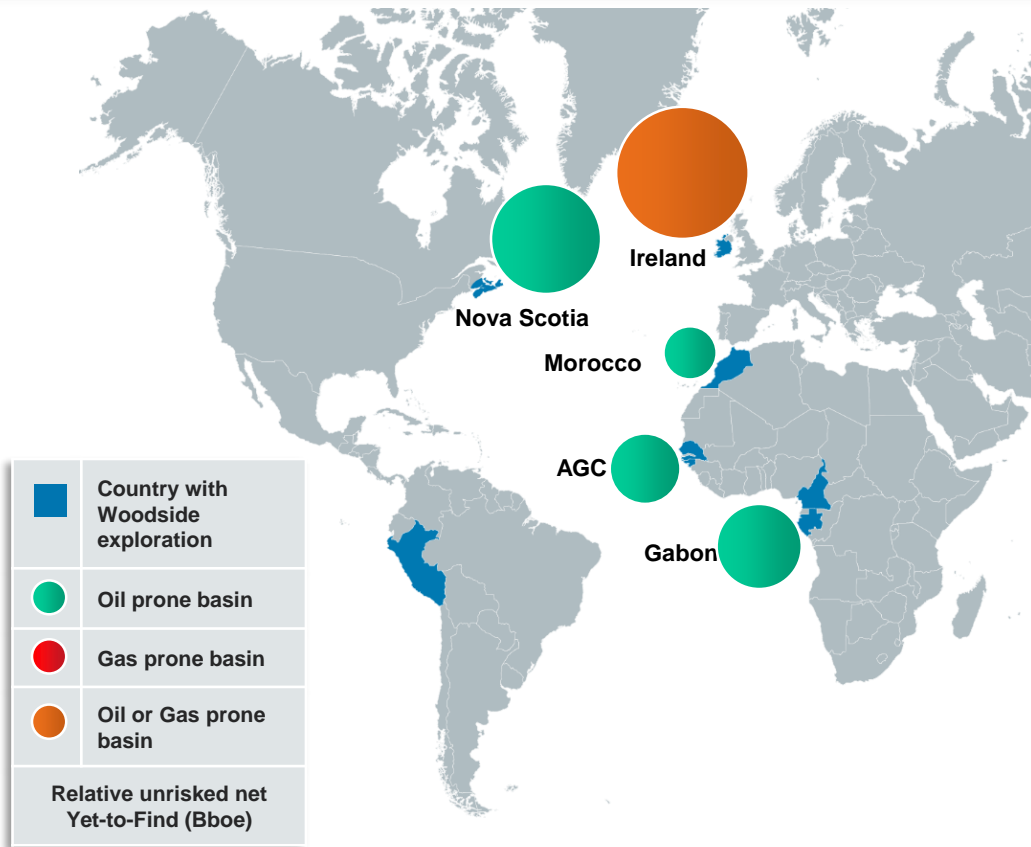 Ireland
Nova Scotia
Morocco
AGC
Gabon
Country with
Woodside
exploration
Oil prone basin
Gas prone basin
Oil or Gas prone
basin
Relative unrisked net
Yet-to-Find (Bboe)